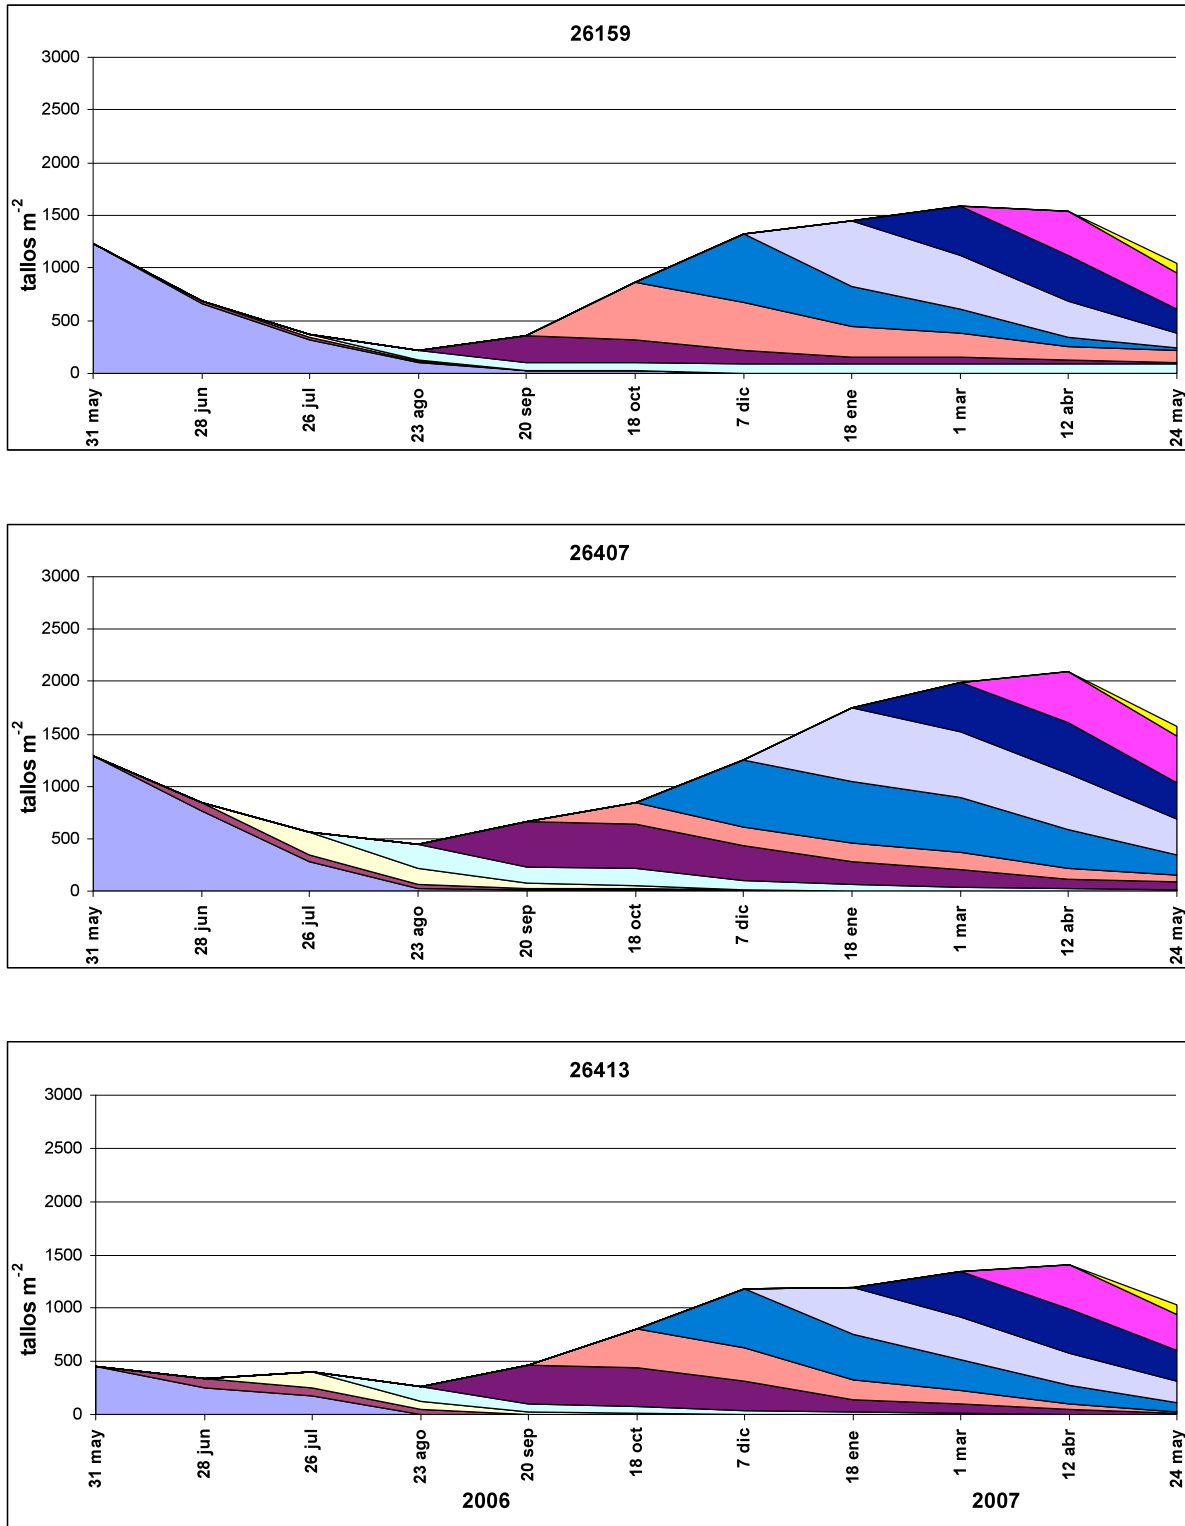 26159
3000
2500
2000
1500
1000
500
0
tallos m-2
31 may
28 jun
26 jul
23 ago
20 sep
18 oct
7 dic
18 ene
1 mar
12 abr
24 may
26407
3000
2500
2000
1500
1000
500
0
tallos m-2
31 may
28 jun
26 jul
23 ago
20 sep
18 oct
7 dic
18 ene
1 mar
12 abr
24 may
26413
3000
2500
2000
1500
1000
500
0
tallos m-2
31 may
28 jun
26 jul
23 ago
20 sep
18 oct
7 dic
18 ene
1 mar
12 abr
24 may
2006 2007